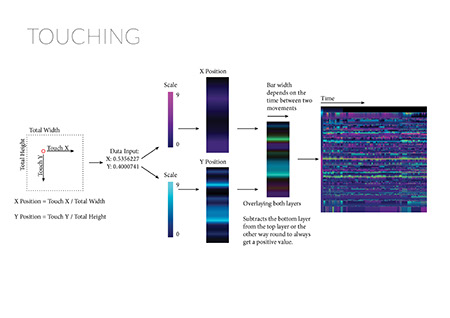 TOUCHING
X Position
Scale
9
0
Bar width
depends on the
time between two
movements
Time
Total Width
Total Height
Touch X
Touch Y
Data Input:
X: 0.5356227
Y: 0.4000741
Scale
9
0
Y Position
X Position = Touch X / Total Width
Y Position = Touch Y / Total Height
Overlaying both layers
Subtracts the bottom layer
from the top layer or the
other way round to always
get a positive value.